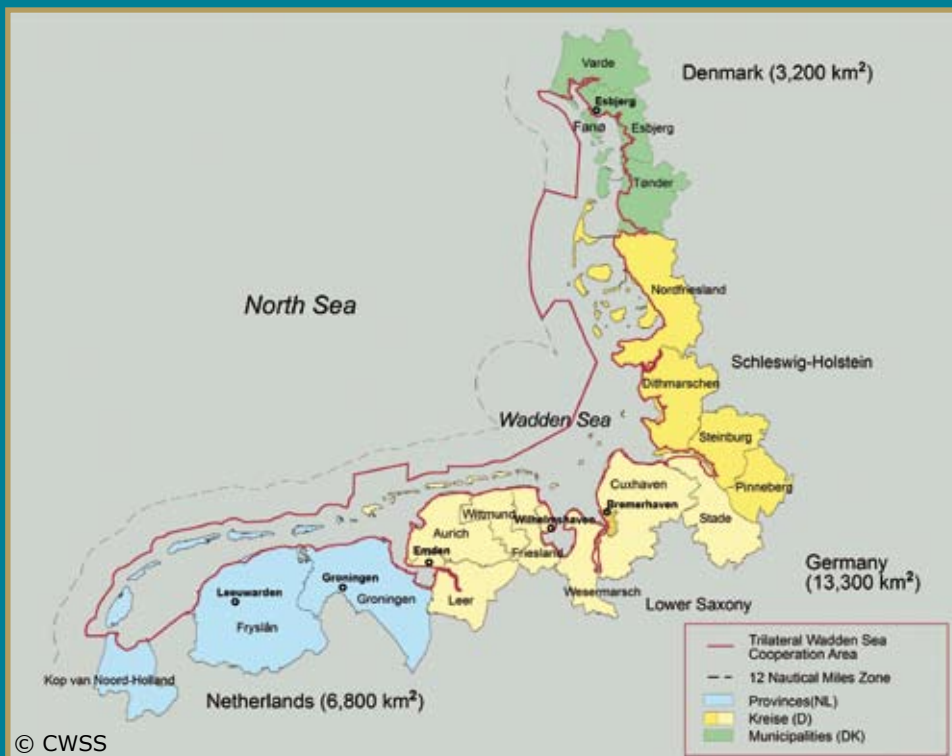 Varde
Denmark (3,200 km²)
Esbjerg
Fanø
Esbjerg
Tønder
Nordfriesland
North Sea
Schleswig-Holstein
Dithmarschen
Wadden Sea
Steinburg
Cuxhaven
Pinneberg
Bremerhaven
Wittmund
Wilhelmshaven
Stade
Aurich
Emden
Friesland
Germany
(13,300 km²)
Groningen
Leeuwarden
Groningen
Leer
Wesermarsch
Lower Saxony
Fryslân
Trilateral Wadden Sea
Cooperation Area
12 Nautical Miles Zone
Kop van Noord-Holland
Netherlands (6,800 km²)
Provinces(NL)
Kreise (D)
Municipalities (DK)
© CWSS